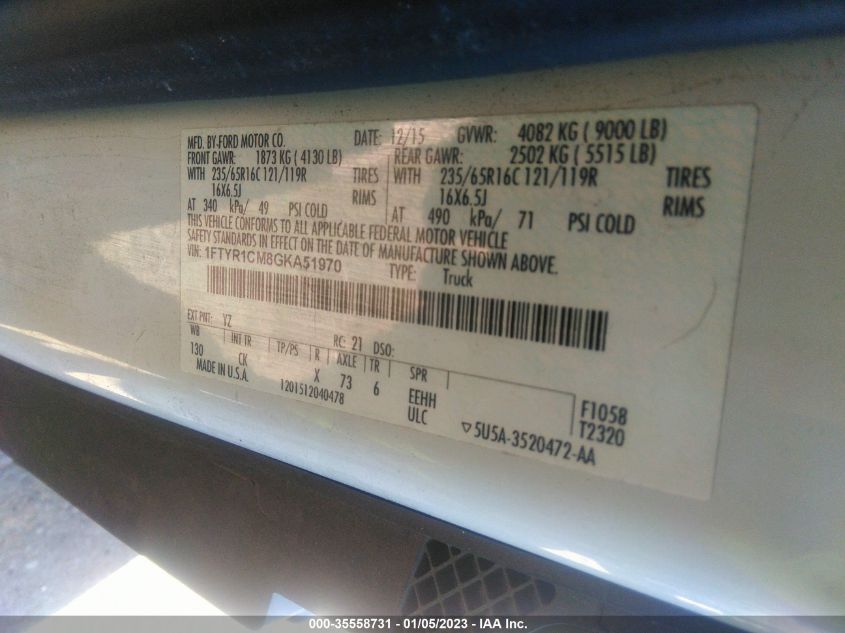 MFD. BY-FORD MOTOR CO. DATE: 12/15 GVWR: 4082 KG ( 9000 LB)
FRONT GAWR: 1873 KG ( 4130 LB) REAR GAWR: 2502 KG ( 5515 LB)
WITH 235/65R16C 121/119R TIRES WITH 235/65R16C 121/119R TIRES
16X6.5J RIMS 16X6.5J RIMS
AT 340 kPa/ 49 PSI COLD AT 490 kPa/ 71 PSI COLD
THIS VEHICLE CONFORMS TO ALL APPLICABLE FEDERAL MOTOR VEHICLE
SAFETY STANDARDS IN EFFECT ON THE DATE OF MANUFACTURE SHOWN ABOVE.
VIN: 1FTYR1CM8GKA51970 TYPE: Truck
EXT PNT: YZ RC: 21 DSO:
WB INT TR TP/PS R AXLE TR SPR
130 CK X 73 6 EEHH F1058
MADE IN U.S.A. 1201512040478 ULC ▽5U5A-3520472-AA T2320
000-35558731 - 01/05/2023 - IAA Inc.